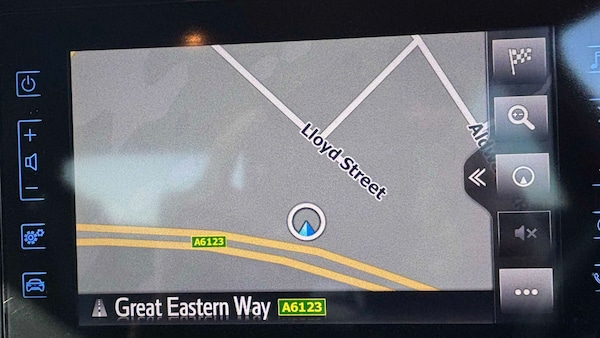 Lloyd Street
A6123
Great Eastern Way A6123